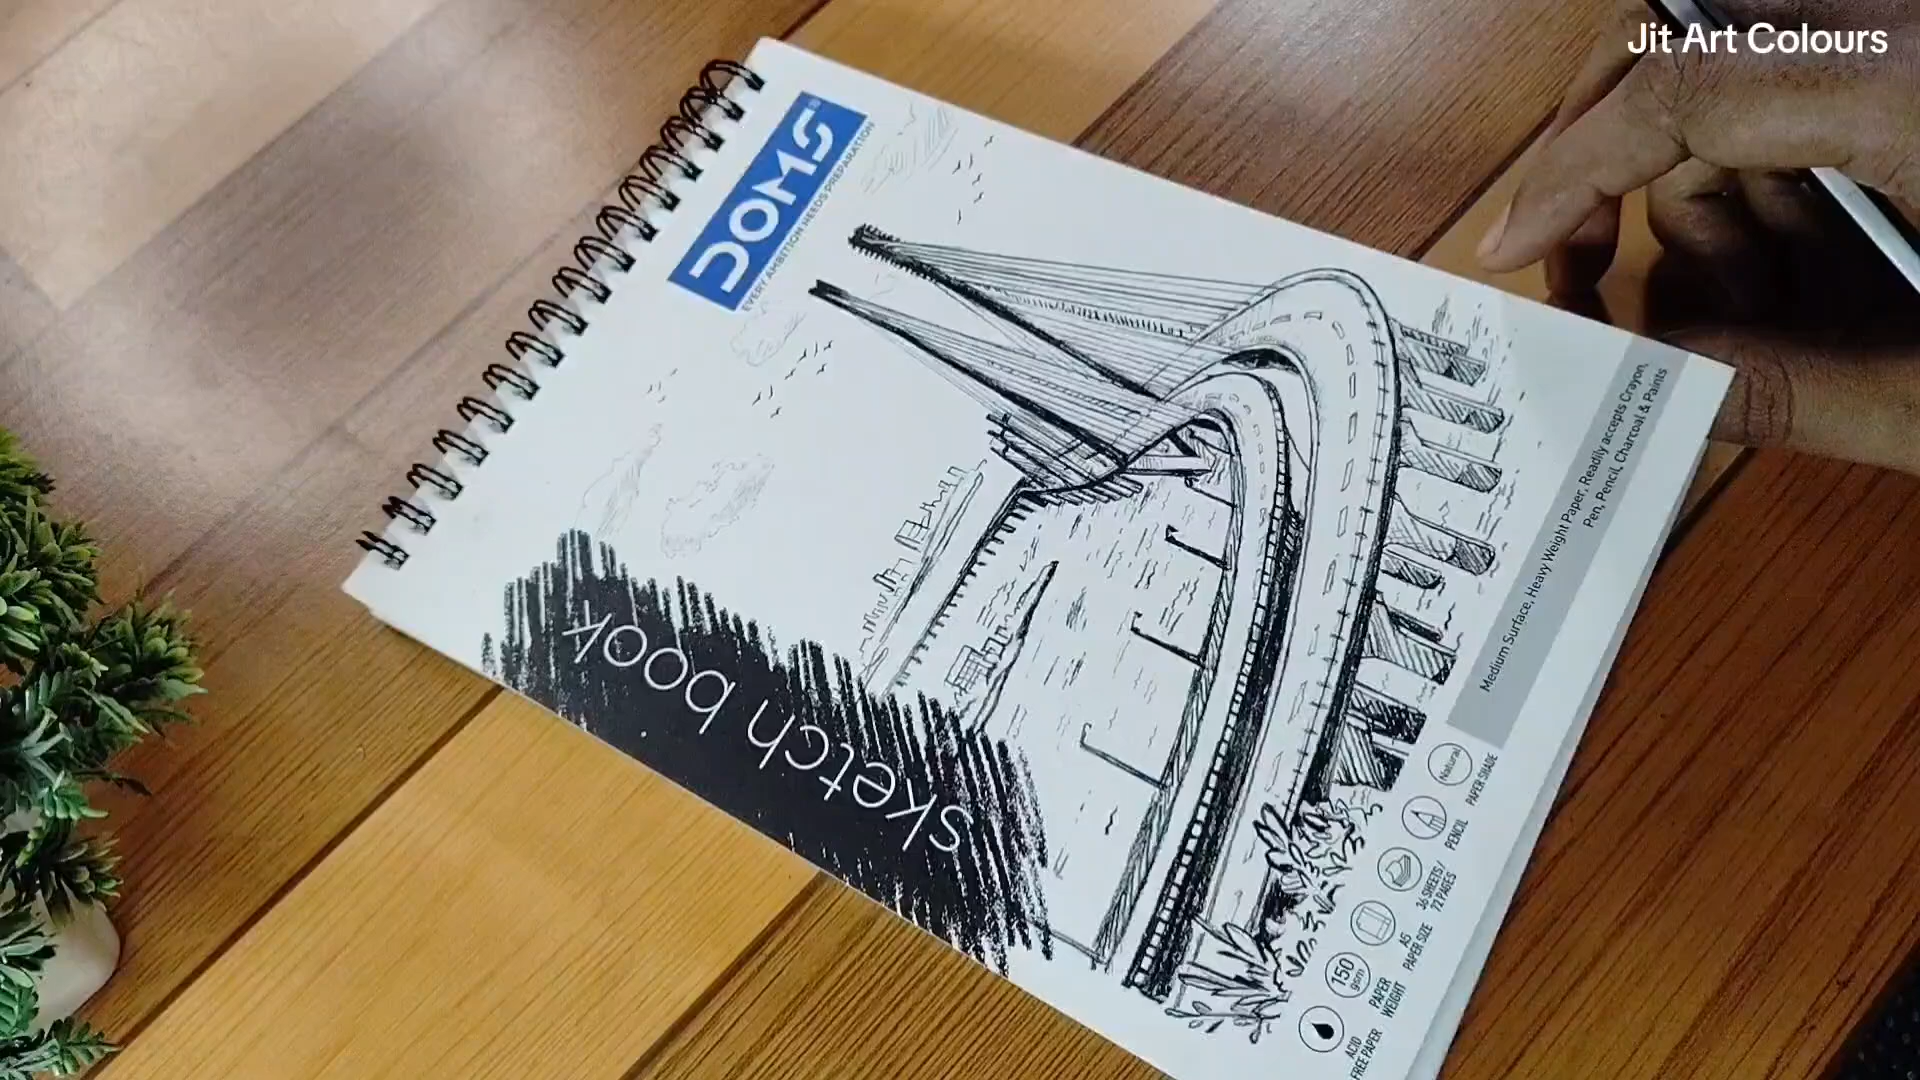 Jit Art Colours
DOMS®
EVERY AMBITION NEEDS PREPARATION
sketch book
Medium Surface, Heavy Weight Paper, Readily accepts Crayon,
Pen, Pencil, Charcoal & Paints
ACID
FREE PAPER
150
gsm
PAPER
WEIGHT
A5
PAPER SIZE
36 SHEETS/
72 PAGES
PENCIL
Natural
PAPER SHADE